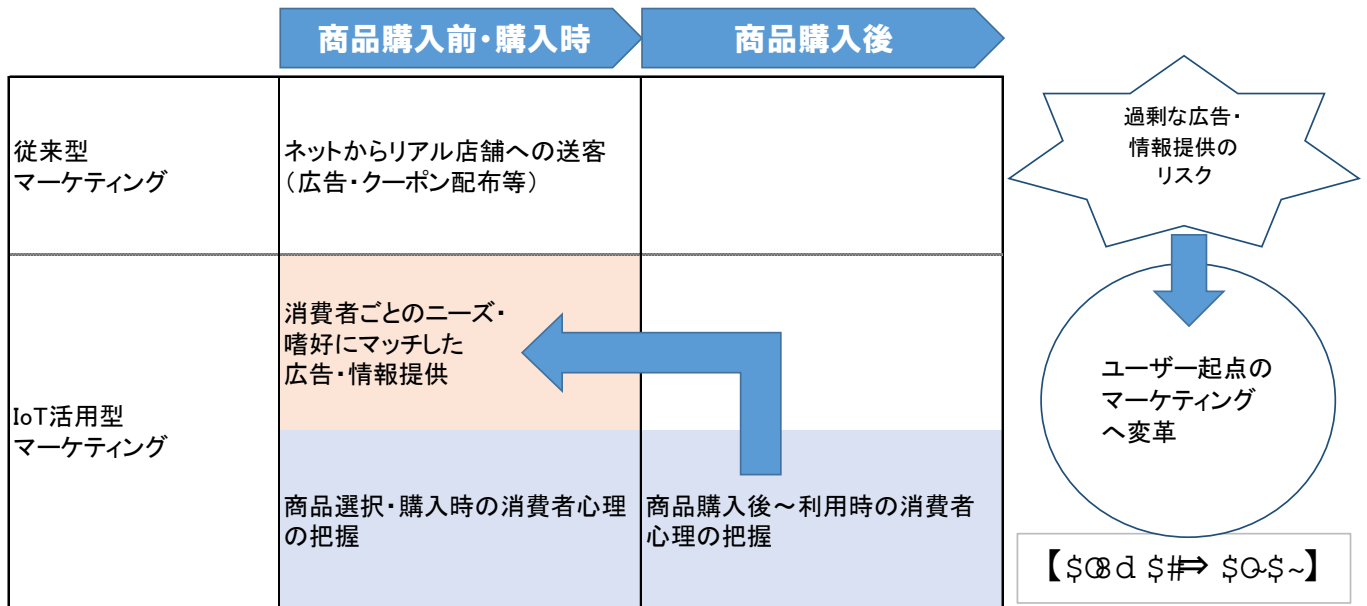 商品購入前・購入時
商品購入後
従来型
マーケティング
ネットからリアル店舗への送客
（広告・クーポン配布等）
過剰な広告・
情報提供の
リスク
IoT活用型
マーケティング
消費者ごとのニーズ・
嗜好にマッチした
広告・情報提供
ユーザー起点の
マーケティング
へ変革
商品選択・購入時の消費者心理
の把握
商品購入後～利用時の消費者
心理の把握